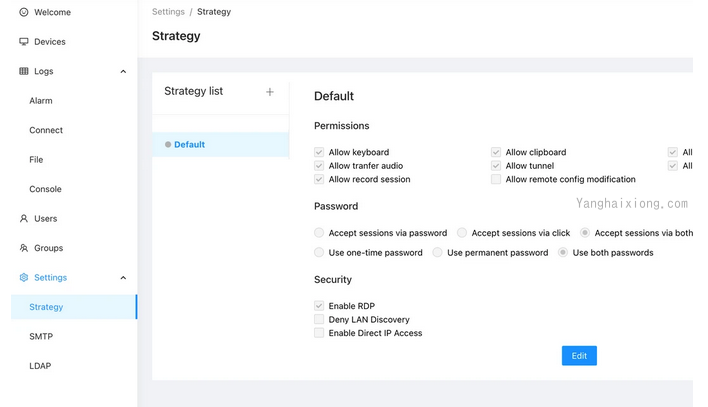 Welcome
Devices
Logs
Alarm
Connect
File
Console
Users
Groups
Settings
Strategy
SMTP
LDAP
Settings / Strategy
Strategy
Strategy list +
Default
Default
Permissions
Allow keyboard Allow clipboard All
Allow tranfer audio Allow tunnel All
Allow record session Allow remote config modification
Yanghaixiong.com
Password
Accept sessions via password Accept sessions via click Accept sessions via both
Use one-time password Use permanent password Use both passwords
Security
Enable RDP
Deny LAN Discovery
Enable Direct IP Access
Edit